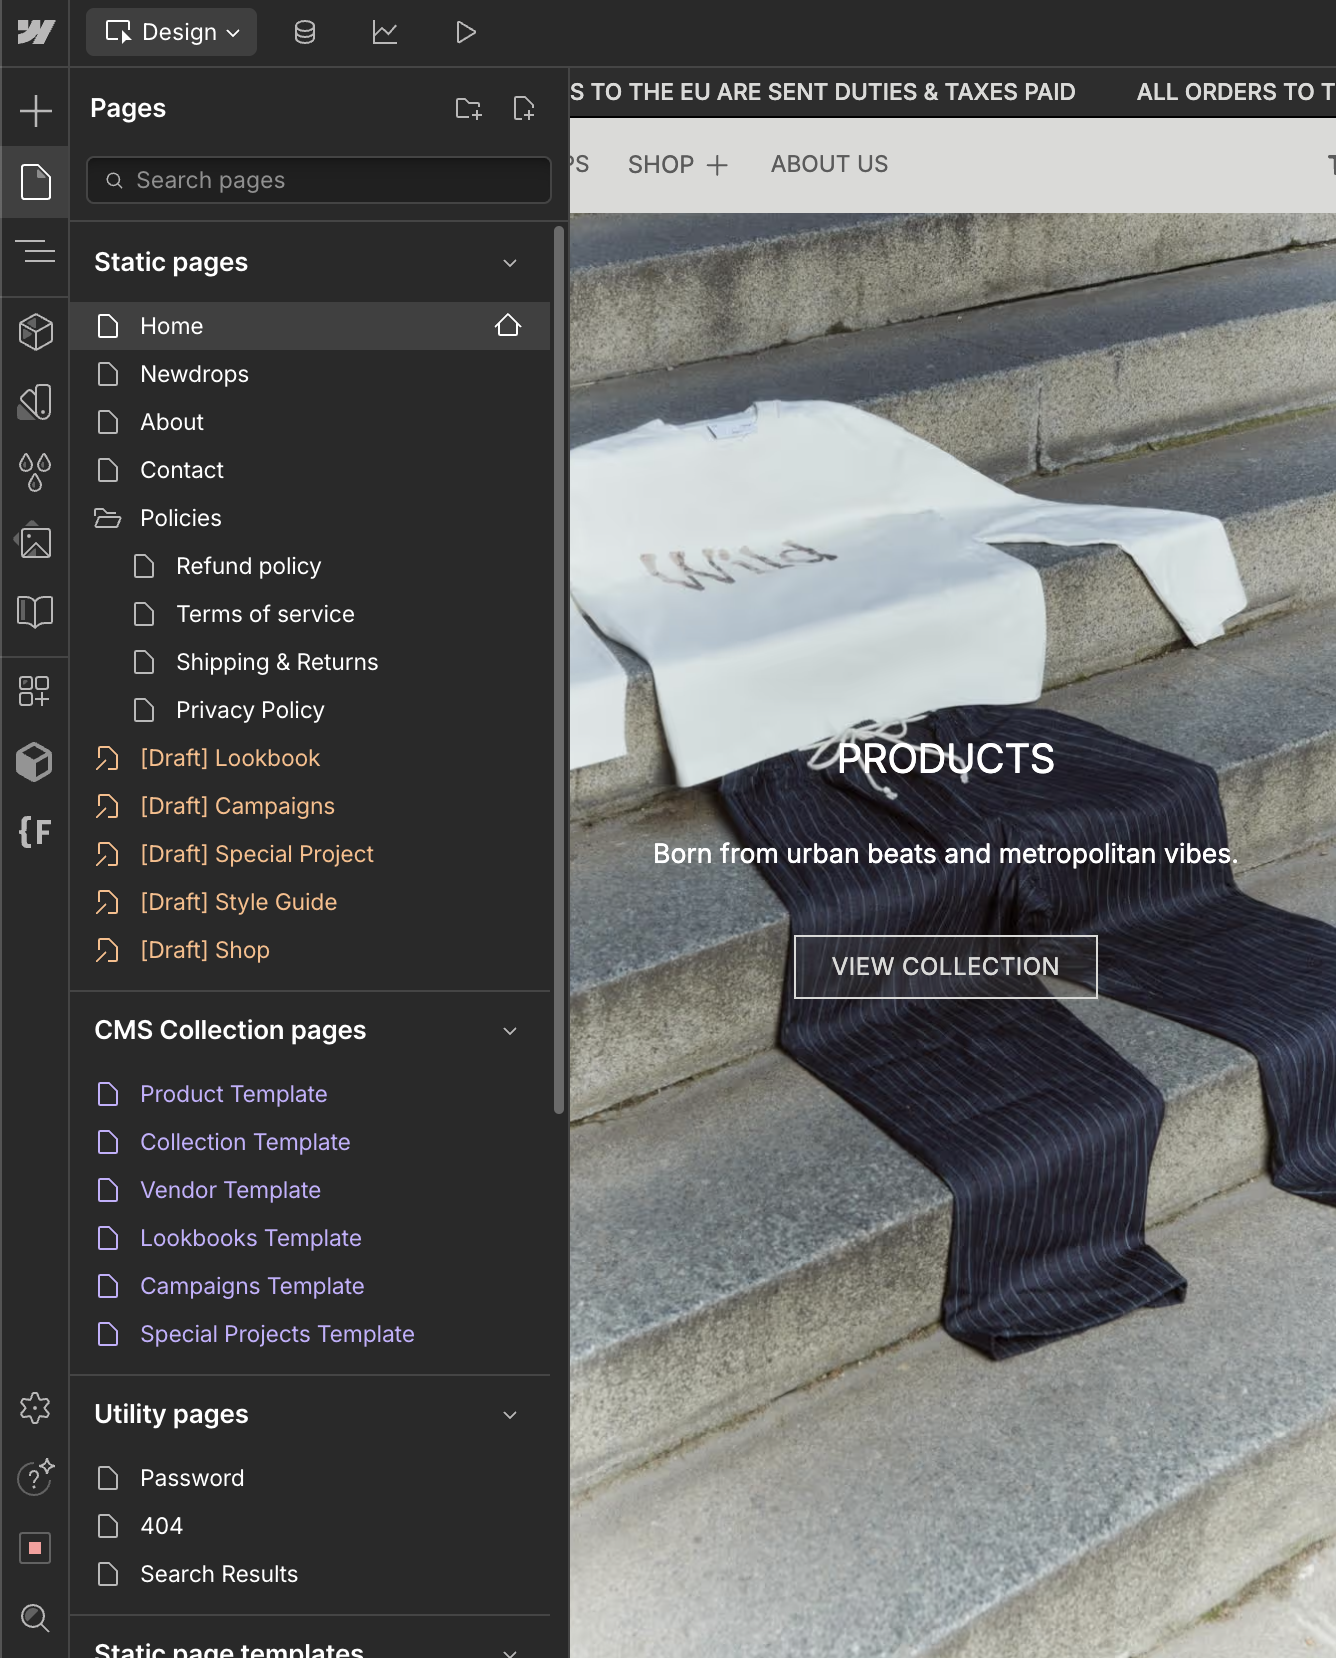 Design
Pages
Search pages
Static pages
Home
Newdrops
About
Contact
Policies
Refund policy
Terms of service
Shipping & Returns
Privacy Policy
[Draft] Lookbook
[Draft] Campaigns
[Draft] Special Project
[Draft] Style Guide
[Draft] Shop
CMS Collection pages
Product Template
Collection Template
Vendor Template
Lookbooks Template
Campaigns Template
Special Projects Template
Utility pages
Password
404
Search Results
Static page templates
{F
S TO THE EU ARE SENT DUTIES & TAXES PAID ALL ORDERS TO T
PS SHOP + ABOUT US
Wild
PRODUCTS
Born from urban beats and metropolitan vibes.
VIEW COLLECTION